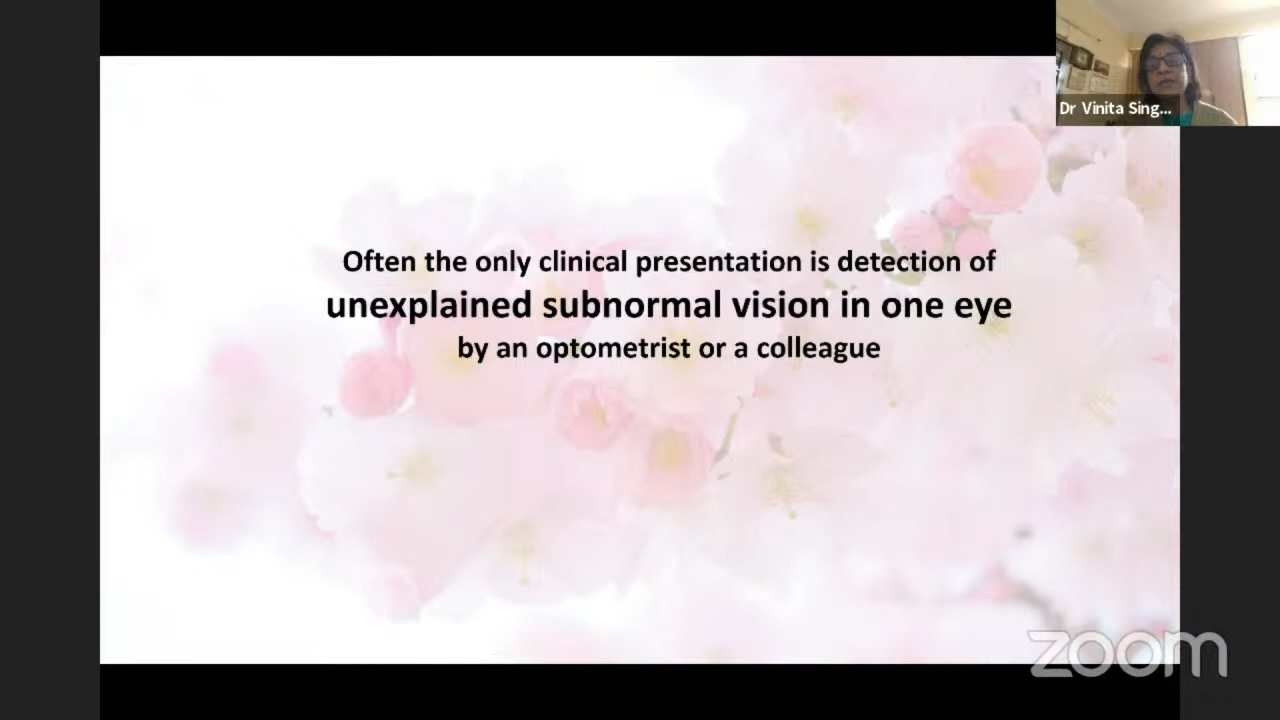 Dr Vinita Sing...
Often the only clinical presentation is detection of
unexplained subnormal vision in one eye
by an optometrist or a colleague
zoom